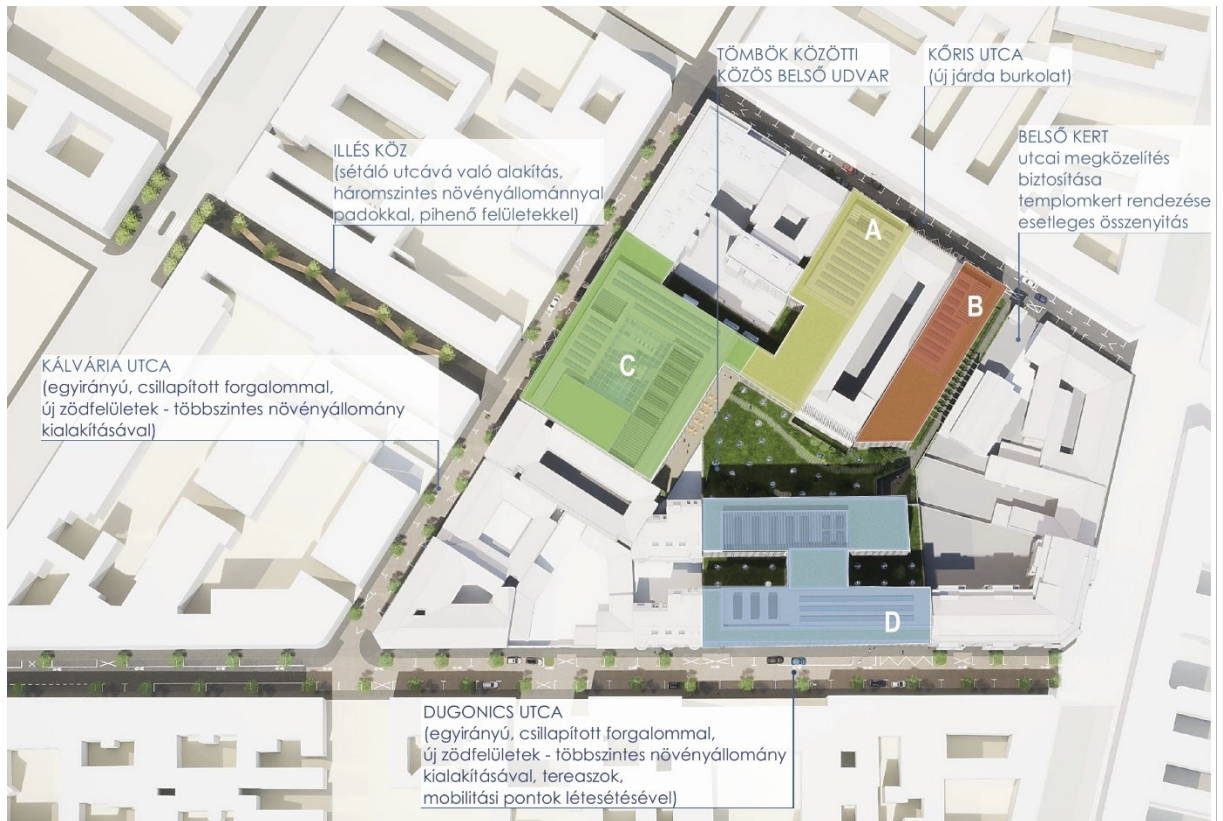 TÖMBÖK KÖZÖTTI
KÖZÖS BELSŐ UDVAR
KŐRIS UTCA
(új járda burkolat)
BELSŐ KERT
utcai megközelítés
biztosítása
templomkert rendezése
esetleges összenyitás
ILLÉS KÖZ
(sétáló utcává való alakítás,
háromszintes növényállománnyal
padokkal, pihenő felületekkel)
A
B
C
KÁLVÁRIA UTCA
(egyirányú, csillapított forgalommal,
új zödfelületek - többszintes növényállomány
kialakításával)
D
DUGONICS UTCA
(egyirányú, csillapított forgalommal,
új zödfelületek - többszintes növényállomány
kialakításával, tereaszok,
mobilitási pontok létesétésével)